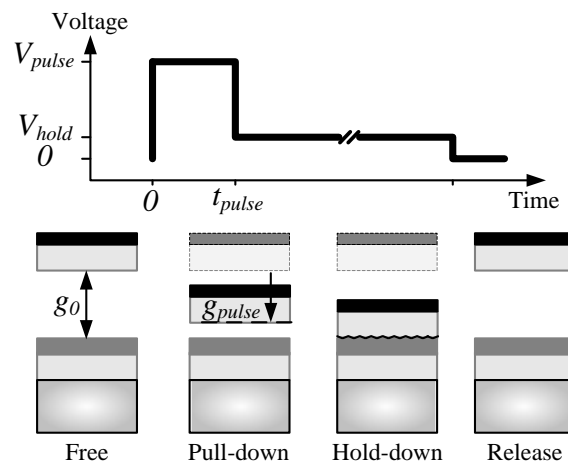 Voltage
V_pulse
V_hold
0
0
t_pulse
Time
g_0
g_pulse
Free
Pull-down
Hold-down
Release